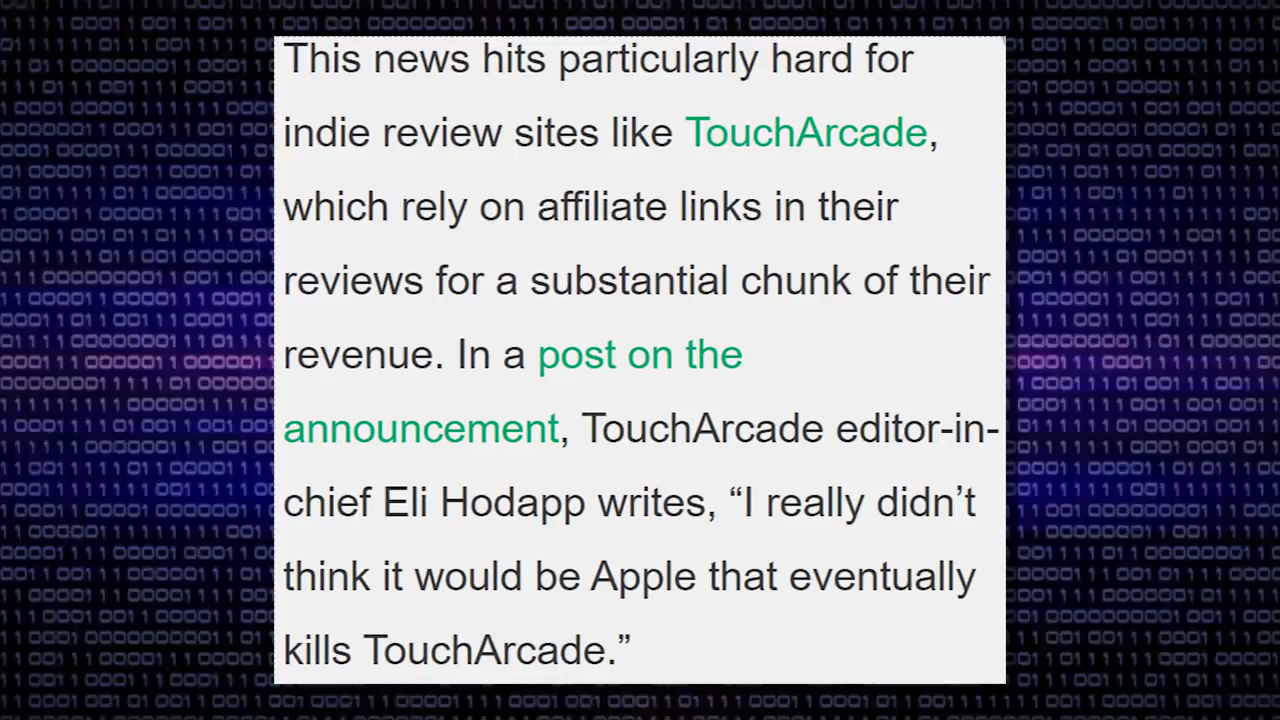 This news hits particularly hard for
indie review sites like TouchArcade,
which rely on affiliate links in their
reviews for a substantial chunk of their
revenue. In a post on the
announcement, TouchArcade editor-in-
chief Eli Hodapp writes, “I really didn’t
think it would be Apple that eventually
kills TouchArcade.”